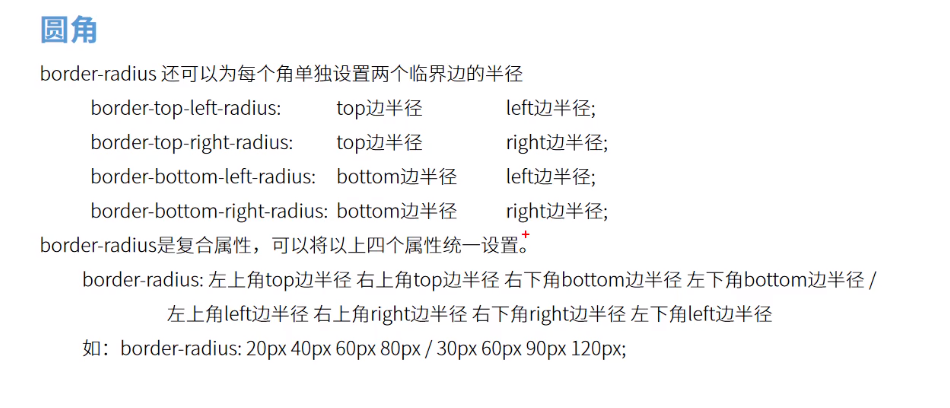 圆角
border-radius 还可以为每个角单独设置两个临界边的半径
border-top-left-radius: top边半径 left边半径;
border-top-right-radius: top边半径 right边半径;
border-bottom-left-radius: bottom边半径 left边半径;
border-bottom-right-radius: bottom边半径 right边半径;
border-radius是复合属性，可以将以上四个属性统一设置。
border-radius: 左上角top边半径 右上角top边半径 右下角bottom边半径 左下角bottom边半径 /
左上角left边半径 右上角right边半径 右下角right边半径 左下角left边半径
如：border-radius: 20px 40px 60px 80px / 30px 60px 90px 120px;